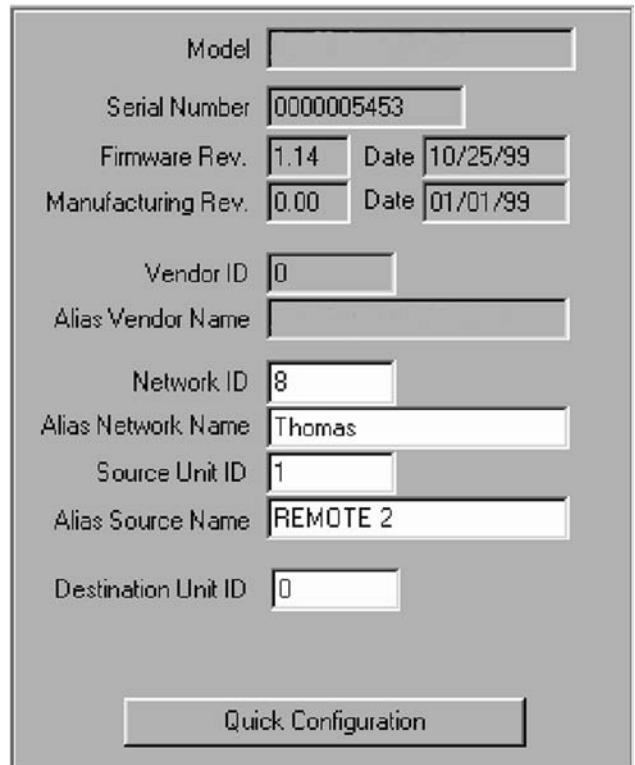 Model
Serial Number 0000005453
Firmware Rev. 1.14 Date 10/25/99
Manufacturing Rev. 0.00 Date 01/01/99
Vendor ID 0
Alias Vendor Name
Network ID 8
Alias Network Name Thomas
Source Unit ID 1
Alias Source Name REMOTE 2
Destination Unit ID 0
Quick Configuration